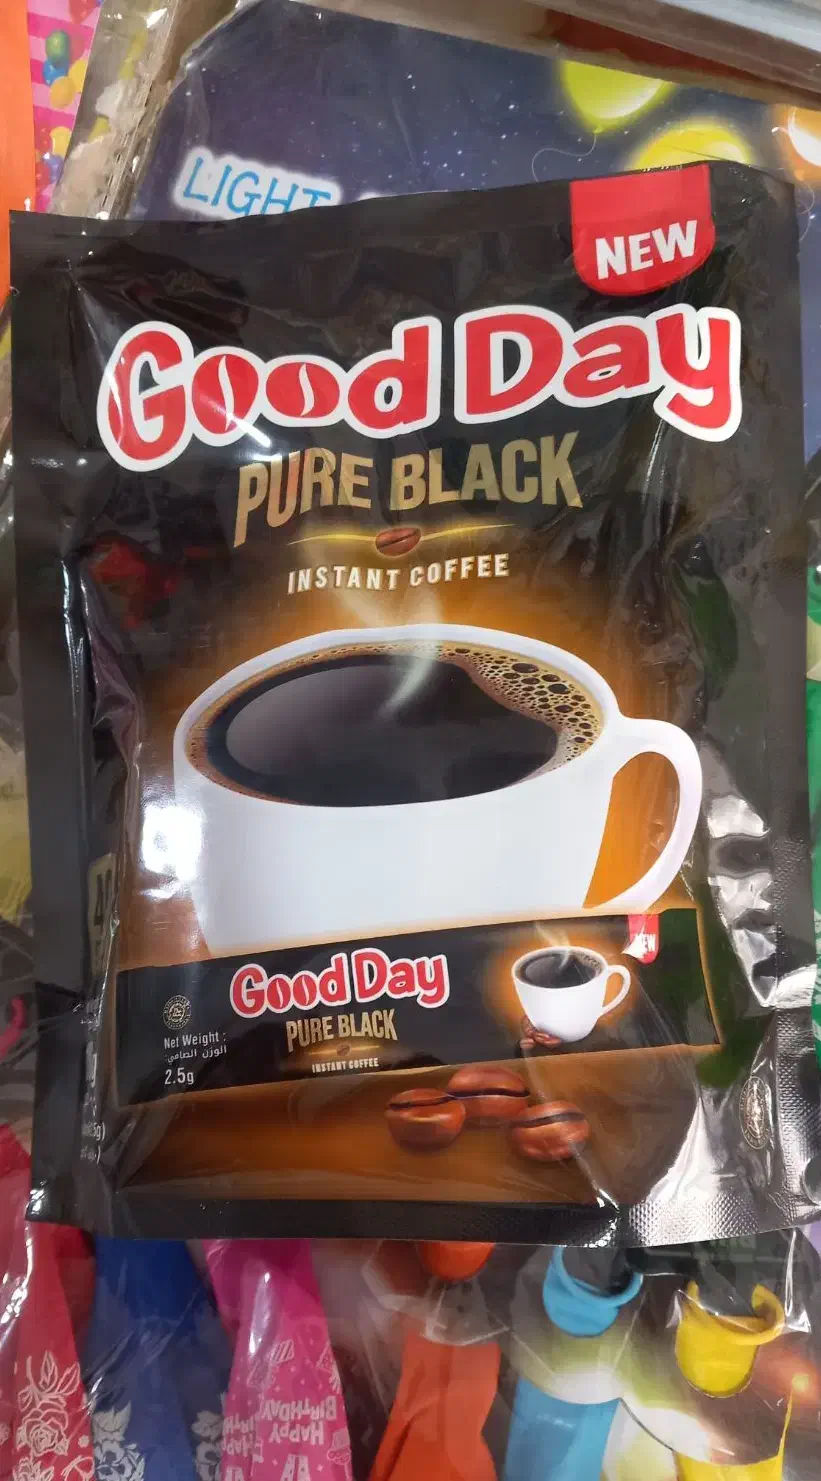 LIGHT
NEW
Good Day
PURE BLACK
INSTANT COFFEE
NEW
Good Day
PURE BLACK
INSTANT COFFEE
Net Weight :
الوزن الصافي:
2.5g
HAPPY
BIRTHDAY